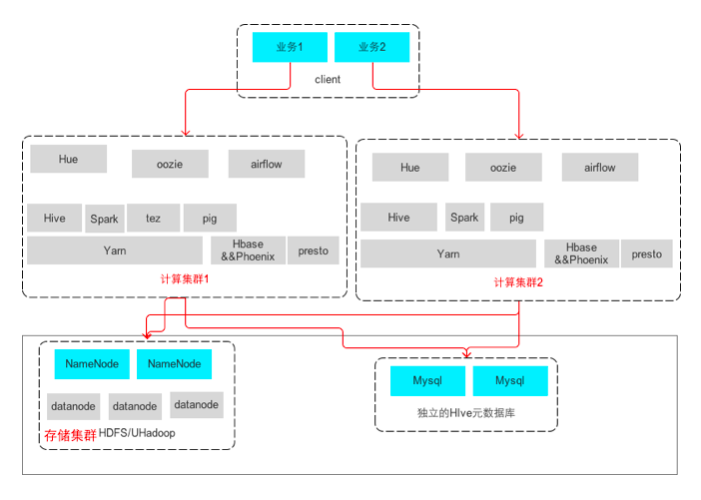 业务1
业务2
client
Hue
oozie
airflow
Hive
Spark
tez
pig
Yarn
Hbase
&&Phoenix
presto
计算集群1
Hue
oozie
airflow
Hive
Spark
pig
Yarn
Hbase
&&Phoenix
presto
计算集群2
NameNode
NameNode
datanode
datanode
datanode
存储集群 HDFS/UHadoop
Mysql
Mysql
独立的HIve元数据库